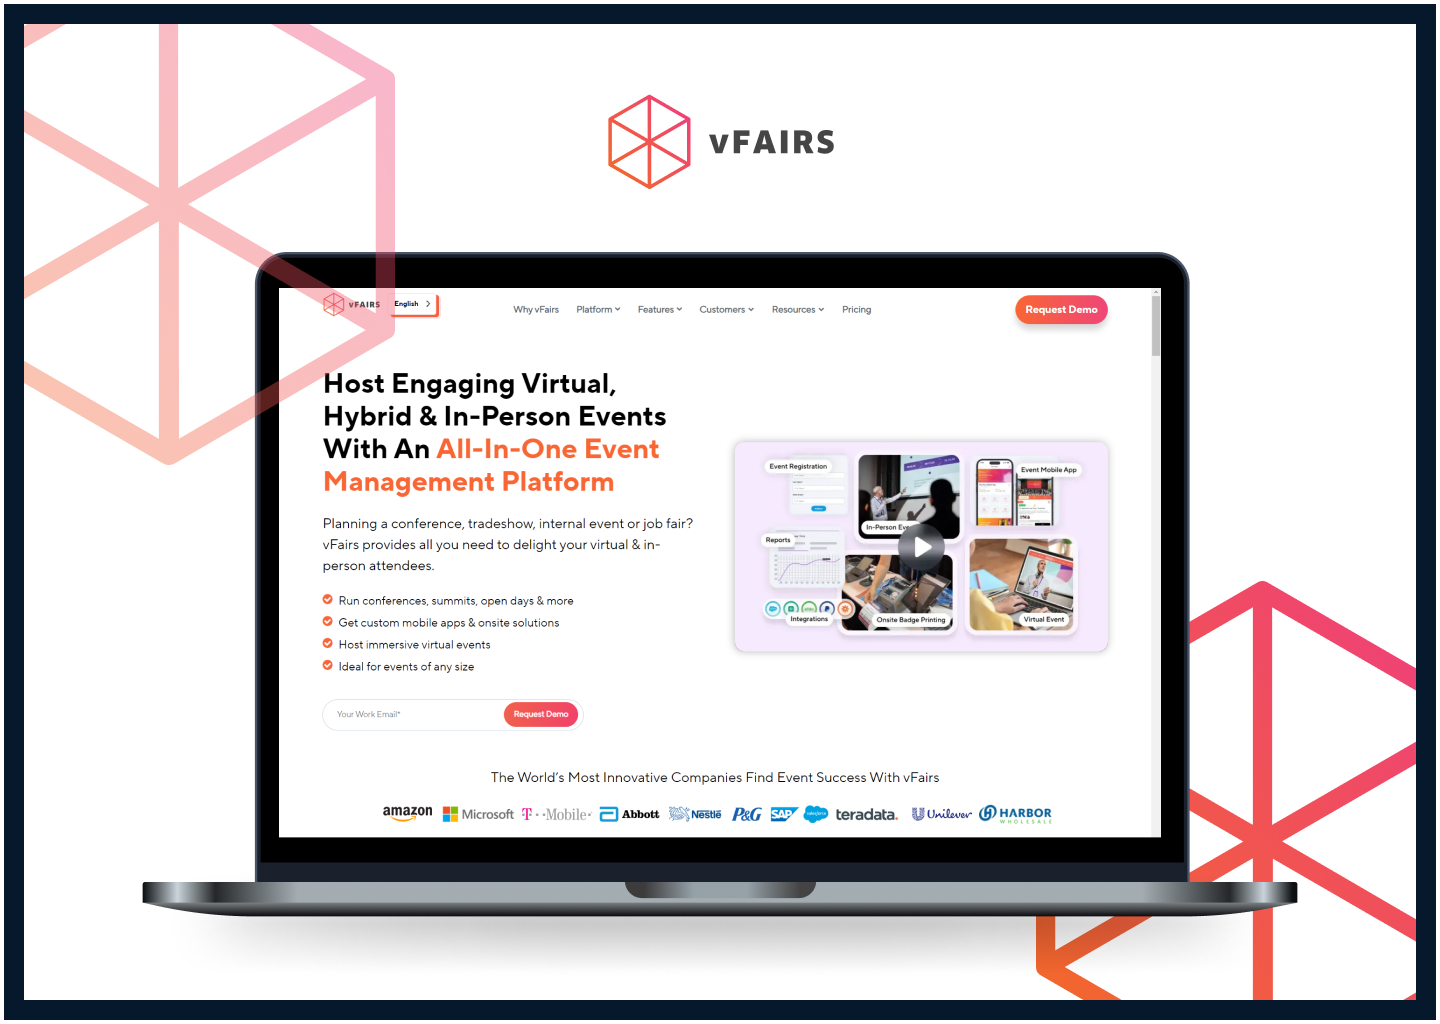 vFAIRS
vFAIRS English
Why vFairs Platform Features Customers Resources Pricing
Request Demo
Host Engaging Virtual,
Hybrid & In-Person Events
With An All-In-One Event
Management Platform
Planning a conference, tradeshow, internal event or job fair?
vFairs provides all you need to delight your virtual & in-
person attendees.
Run conferences, summits, open days & more
Get custom mobile apps & onsite solutions
Host immersive virtual events
Ideal for events of any size
Your Work Email*
Request Demo
Event Registration
In-Person
Event Mobile App
Reports
Integrations
Onsite Badge Printing
Virtual Event
The World's Most Innovative Companies Find Event Success With vFairs
amazon Microsoft T·Mobile· Abbott Nestlé P&G SAP salesforce teradata. Unilever HARBOR
WHOLESALE